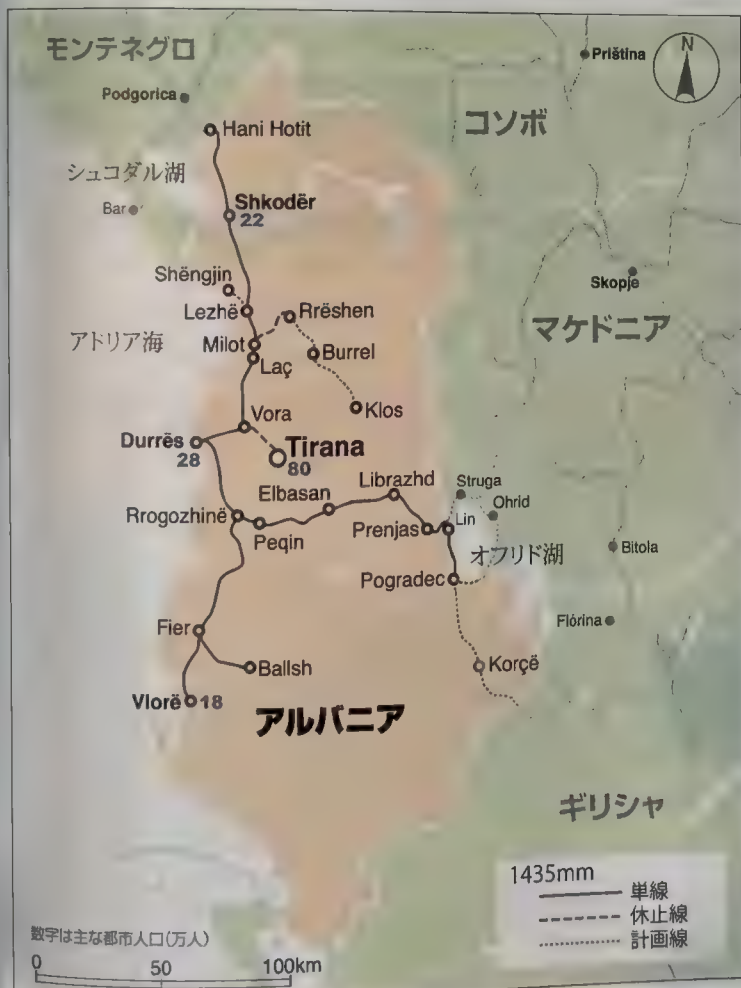 モンテネグロ
Priština
N
Podgorica
コソボ
Hani Hotit
シュコダル湖
Bar
Shkodër
22
Shëngjin
Skopje
Lezhë
Rrëshen
マケドニア
アドリア海
Milot
Burrel
Laç
Klos
Vora
Durrës
28
Tirana
80
Librazhd
Struga
Elbasan
Ohrid
Rrogozhinë
Prenjas
Lin
Peqin
オフリド湖
Bitola
Pogradec
Flórina
Fier
Ballsh
Korçë
Vlorë 18
アルバニア
ギリシャ
1435mm
単線
休止線
計画線
数字は主な都市人口(万人)
0 50 100km